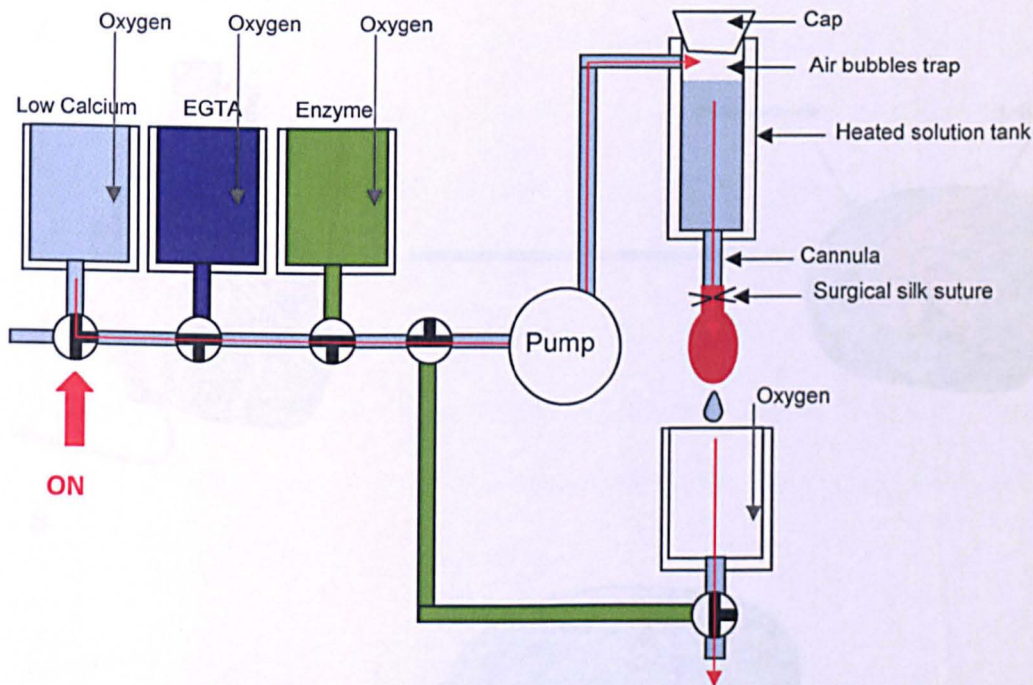 Oxygen
Oxygen
Oxygen
Cap
Air bubbles trap
Low Calcium
EGTA
Enzyme
Heated solution tank
Cannula
Surgical silk suture
Pump
Oxygen
ON